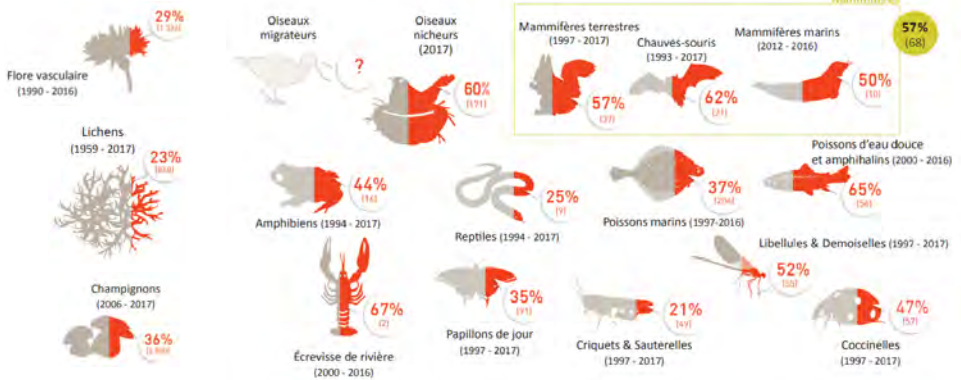 Mammifères
57%
(68)
29%
Flore vasculaire
(1990 - 2016)
Oiseaux
migrateurs
?
Oiseaux
nicheurs
(2017)
60%
(171)
Mammifères terrestres
(1997 - 2017)
57%
(37)
Chauves-souris
(1993 - 2017)
62%
(21)
Mammifères marins
(2012 - 2016)
50%
(10)
Lichens
(1959 - 2017)
23%
44%
(16)
Amphibiens (1994 - 2017)
25%
(9)
Reptiles (1994 - 2017)
37%
(206)
Poissons marins (1997-2016)
Poissons d'eau douce
et amphihalins (2000 - 2016)
65%
(56)
Champignons
(2006 - 2017)
36%
67%
(2)
Écrevisse de rivière
(2000 - 2016)
35%
(91)
Papillons de jour
(1997 - 2017)
21%
(49)
Criquets & Sauterelles
(1997 - 2017)
Libellules & Demoiselles (1997 - 2017)
52%
(55)
47%
(57)
Coccinelles
(1997 - 2017)